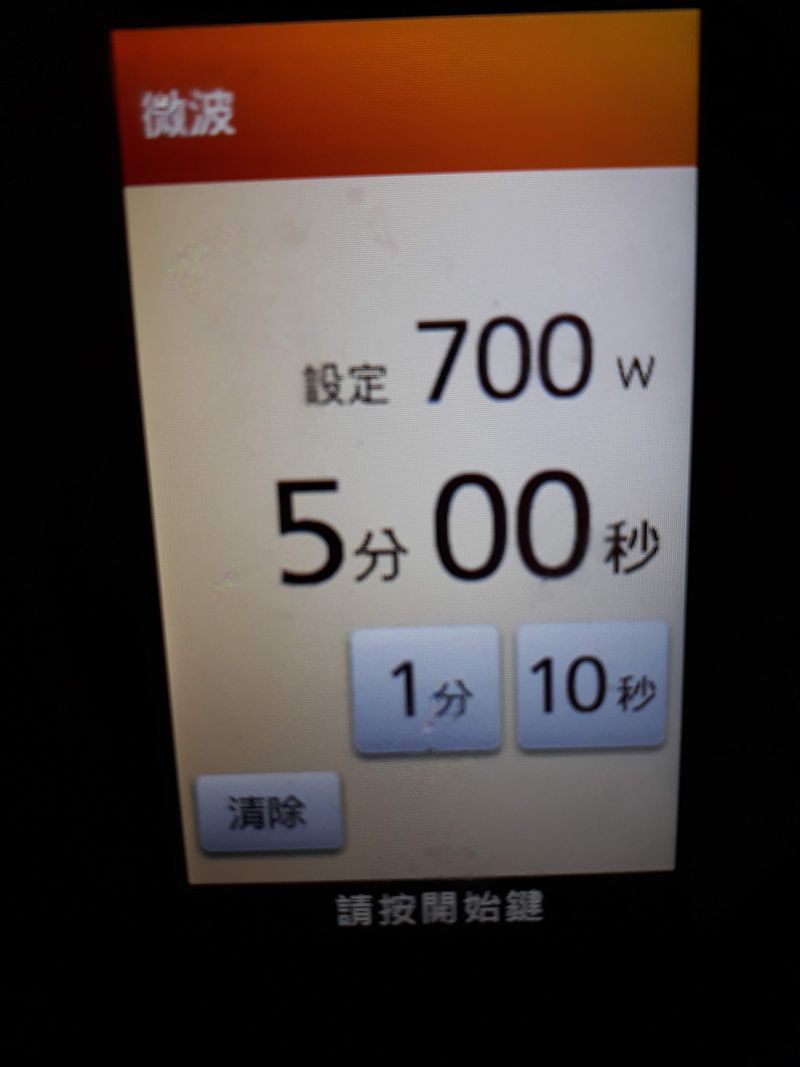 微波
設定 700 W
5分 00秒
1分 10秒
清除
請按開始鍵